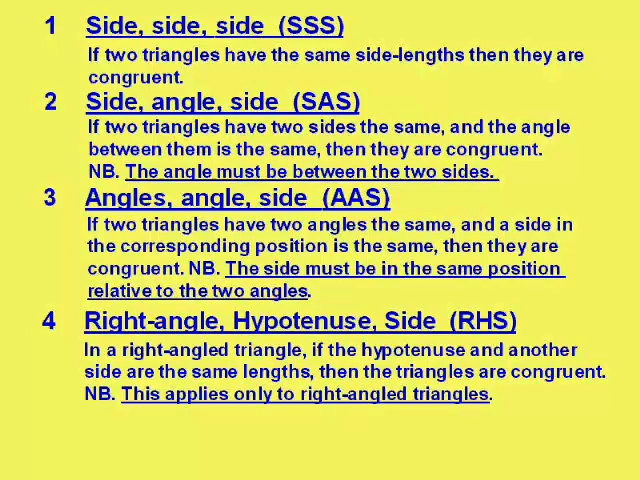 1 Side, side, side (SSS)
If two triangles have the same side-lengths then they are
congruent.
2 Side, angle, side (SAS)
If two triangles have two sides the same, and the angle
between them is the same, then they are congruent.
NB. The angle must be between the two sides.
3 Angles, angle, side (AAS)
If two triangles have two angles the same, and a side in
the corresponding position is the same, then they are
congruent. NB. The side must be in the same position
relative to the two angles.
4 Right-angle, Hypotenuse, Side (RHS)
In a right-angled triangle, if the hypotenuse and another
side are the same lengths, then the triangles are congruent.
NB. This applies only to right-angled triangles.